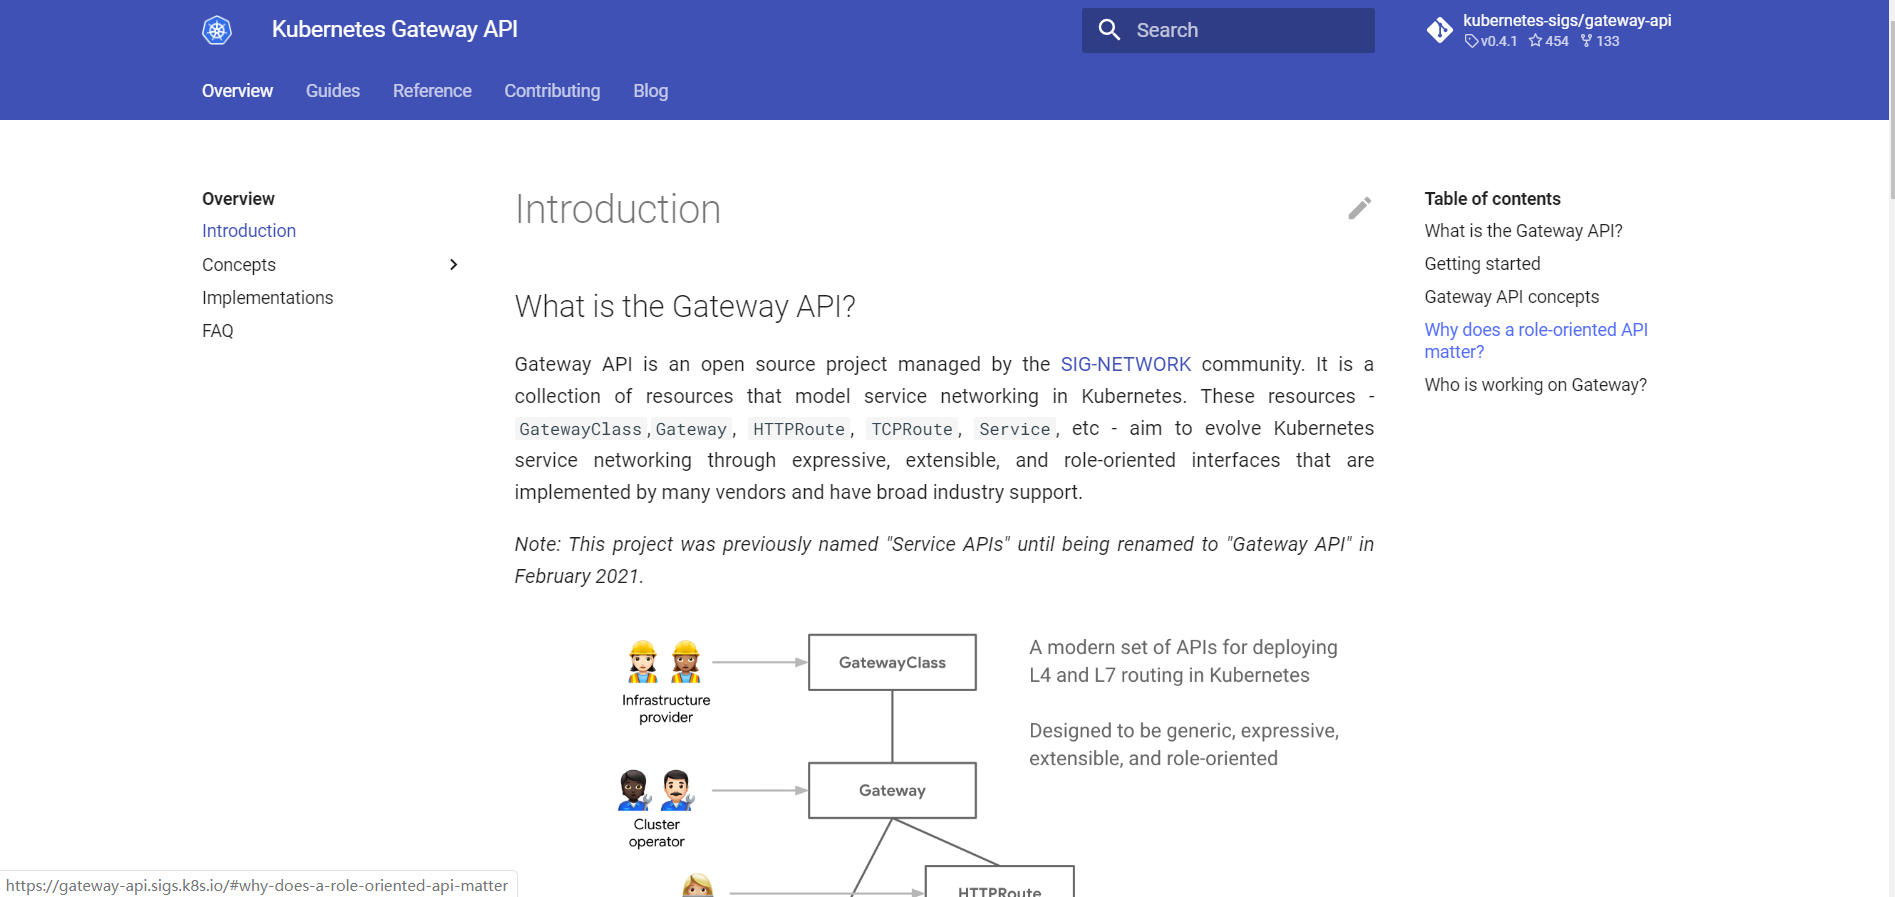 Kubernetes Gateway API
Search
kubernetes-sigs/gateway-api
v0.4.1 454 133
Overview Guides Reference Contributing Blog
Overview
Introduction
Concepts
Implementations
FAQ
Introduction
What is the Gateway API?
Gateway API is an open source project managed by the SIG-NETWORK community. It is a
collection of resources that model service networking in Kubernetes. These resources -
GatewayClass, Gateway, HTTPRoute, TCPRoute, Service, etc - aim to evolve Kubernetes
service networking through expressive, extensible, and role-oriented interfaces that are
implemented by many vendors and have broad industry support.
Note: This project was previously named "Service APIs" until being renamed to "Gateway API" in
February 2021.
Infrastructure
provider
GatewayClass
A modern set of APIs for deploying
L4 and L7 routing in Kubernetes
Designed to be generic, expressive,
extensible, and role-oriented
Cluster
operator
Gateway
HTTPRoute
Table of contents
What is the Gateway API?
Getting started
Gateway API concepts
Why does a role-oriented API
matter?
Who is working on Gateway?
https://gateway-api.sigs.k8s.io/#why-does-a-role-oriented-api-matter